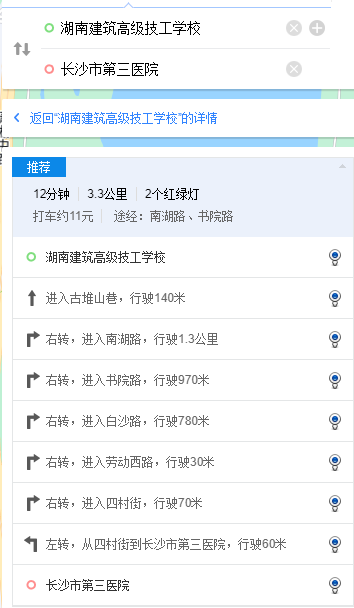 湖南建筑高级技工学校
长沙市第三医院
返回“湖南建筑高级技工学校”的详情
推荐
12分钟 3.3公里 2个红绿灯
打车约11元 途经：南湖路、书院路
湖南建筑高级技工学校
进入古堆山巷，行驶140米
右转，进入南湖路，行驶1.3公里
右转，进入书院路，行驶970米
右转，进入白沙路，行驶780米
右转，进入劳动西路，行驶30米
右转，进入四村街，行驶70米
左转，从四村街到长沙市第三医院，行驶60米
长沙市第三医院